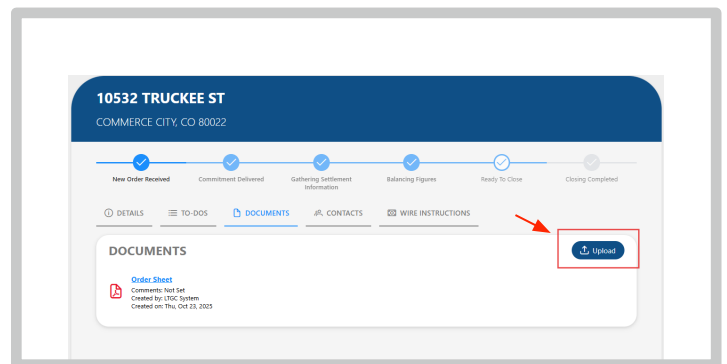 10532 TRUCKEE ST
COMMERCE CITY, CO 80022
New Order Received
Commitment Delivered
Gathering Settlement
Information
Balancing Figures
Ready To Close
Closing Completed
DETAILS
TO-DOS
DOCUMENTS
CONTACTS
WIRE INSTRUCTIONS
DOCUMENTS
Upload
Order Sheet
Comments: Not Set
Created by: LTGC System
Created on: Thu, Oct 23, 2025